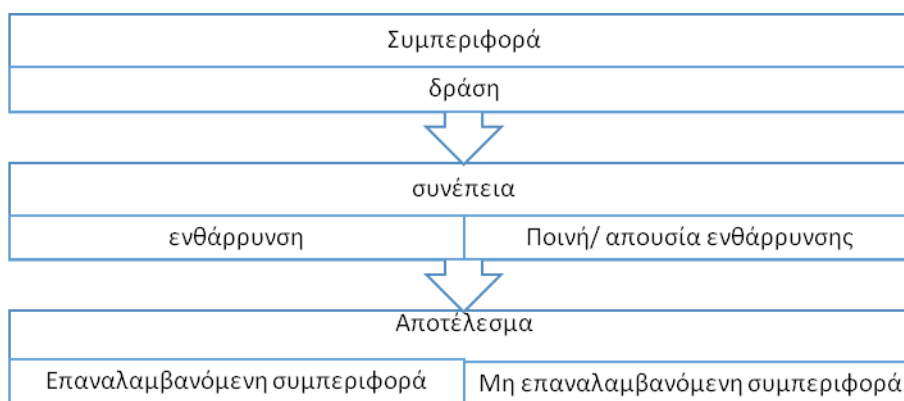 Συμπεριφορά
δράση
συνέπεια
ενθάρρυνση
Ποινή/ απουσία ενθάρρυνσης
Αποτέλεσμα
Επαναλαμβανόμενη συμπεριφορά
Μη επαναλαμβανόμενη συμπεριφορά